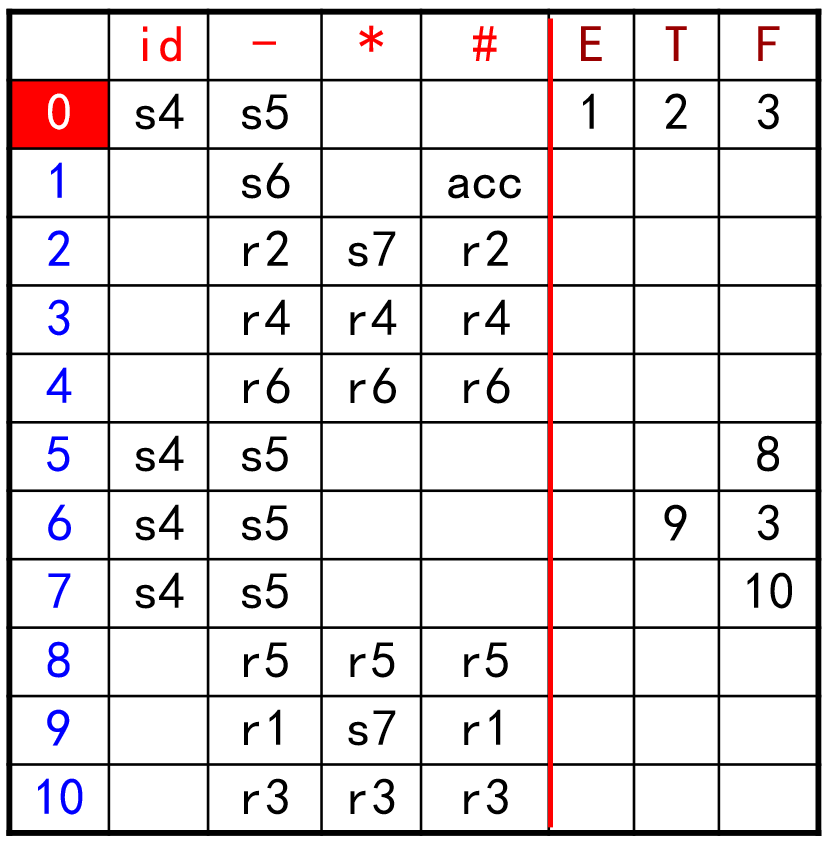 id - * # E T F
0 s4 s5 1 2 3
1 s6 acc
2 r2 s7 r2
3 r4 r4 r4
4 r6 r6 r6
5 s4 s5 8
6 s4 s5 9 3
7 s4 s5 10
8 r5 r5 r5
9 r1 s7 r1
10 r3 r3 r3